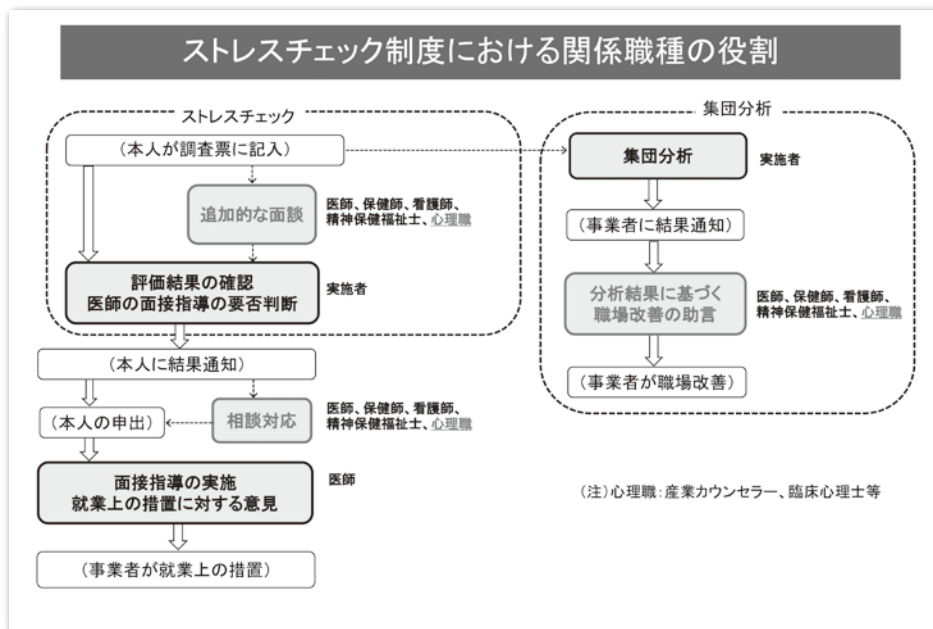 ストレスチェック制度における関係職種の役割
ストレスチェック
(本人が調査票に記入)
追加的な面談
医師、保健師、看護師、
精神保健福祉士、心理職
評価結果の確認
医師の面接指導の要否判断
実施者
(本人に結果通知)
(本人の申出)
相談対応
医師、保健師、看護師、
精神保健福祉士、心理職
面接指導の実施
就業上の措置に対する意見
医師
(事業者が就業上の措置)
集団分析
集団分析
実施者
(事業者に結果通知)
分析結果に基づく
職場改善の助言
医師、保健師、看護師、
精神保健福祉士、心理職
(事業者が職場改善)
(注)心理職:産業カウンセラー、臨床心理士等